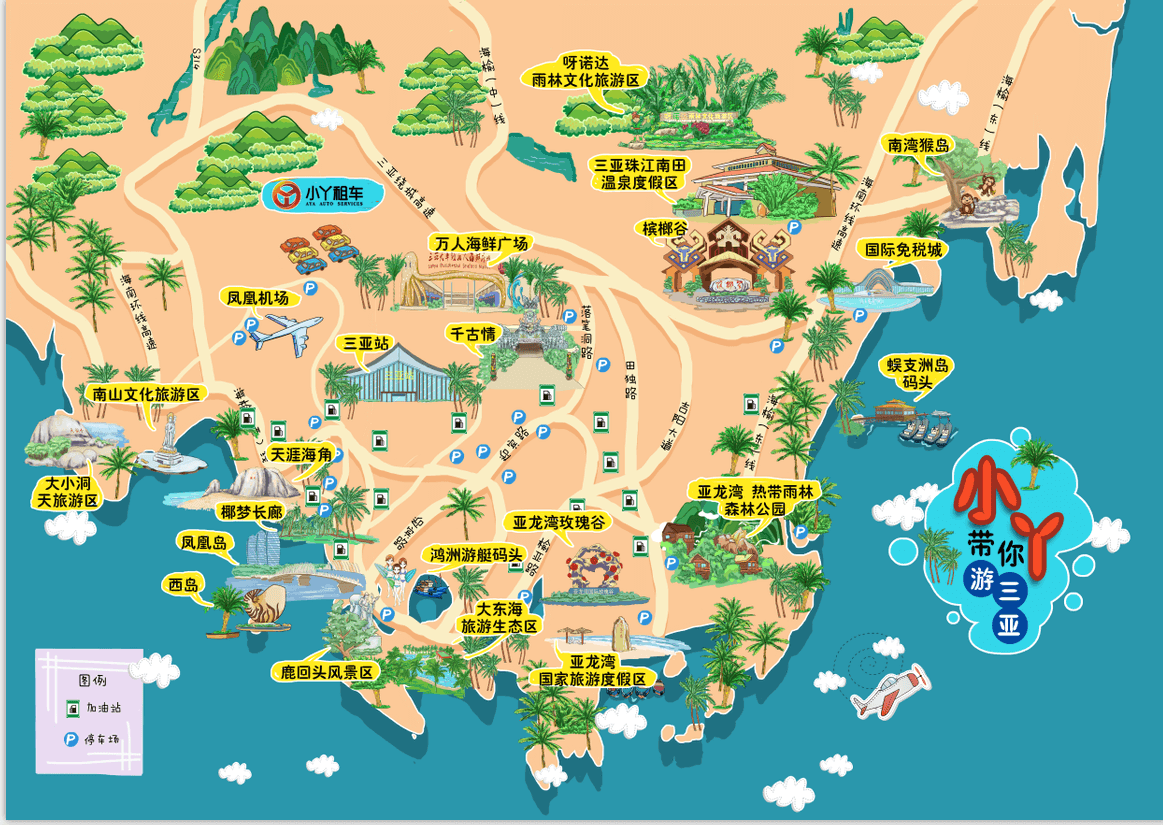 S216
海榆(中)线
呀诺达
雨林文化旅游区
海榆(东)线
南湾猴岛
三亚珠江南田
温泉度假区
三亚绕城高速
小丫租车
AYA AUTO SERVICES
海南环线高速
槟榔谷
万人海鲜广场
国际免税城
海南环线高速
凤凰机场
千古情
落笔洞路
三亚站
三亚站
田独路
蜈支洲岛
码头
南山文化旅游区
吉阳大道
海榆(东)线
迎宾路
天涯海角
大小洞
天旅游区
亚龙湾 热带雨林
森林公园
椰梦长廊
亚龙湾玫瑰谷
凤凰岛
鸿洲游艇码头
西岛
大东海
旅游生态区
鹿回头风景区
亚龙湾
国家旅游度假区
小丫
带你
游三亚
图例
加油站
P 停车场